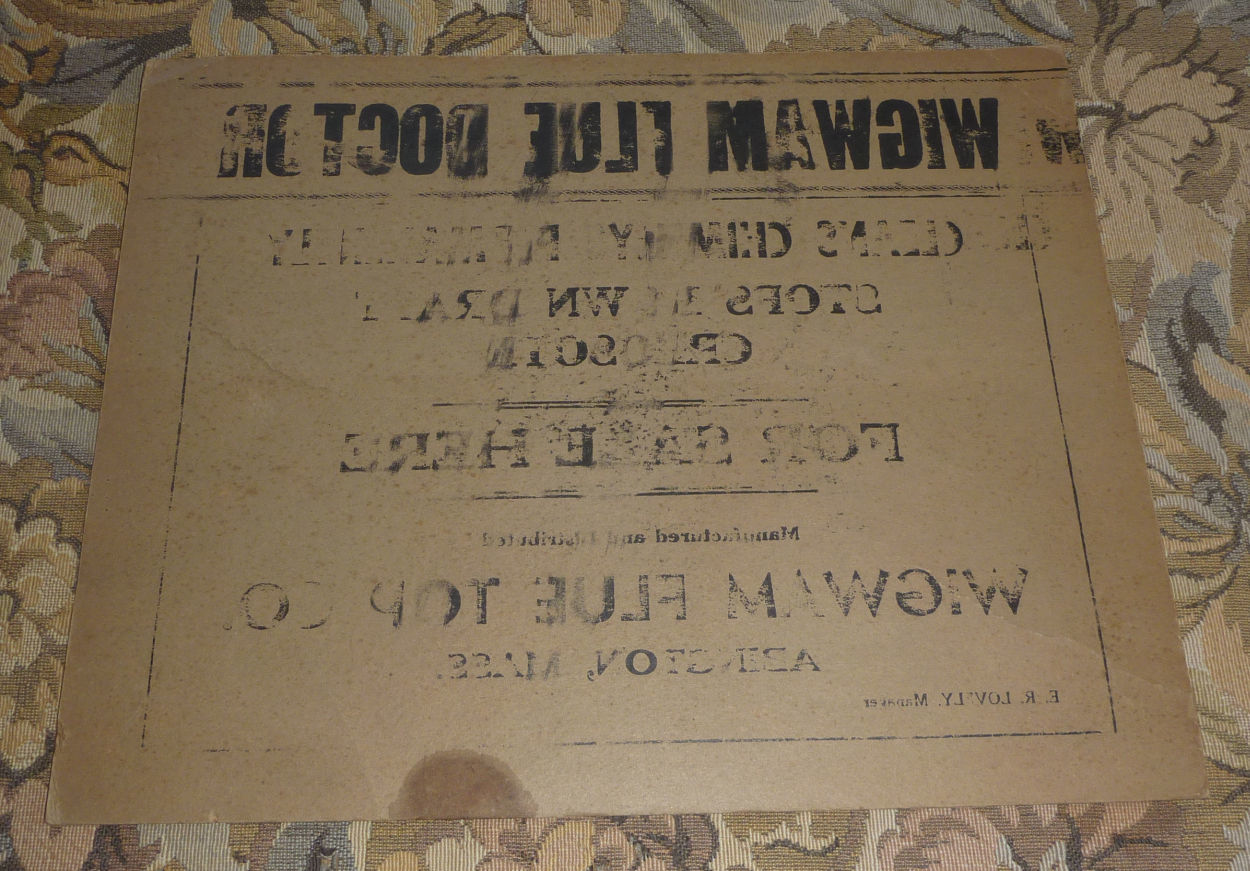 WIGWAM FLUE DOCTOR
CLEANS CHIMNEY
STOPS DOWN DRAFT
CREOSOTE
FOR SALE HERE
Manufactured and Distributed
WIGWAM FLUE TOP CO.
ABINGTON, MASS.
E. R. LOVELY, Manager